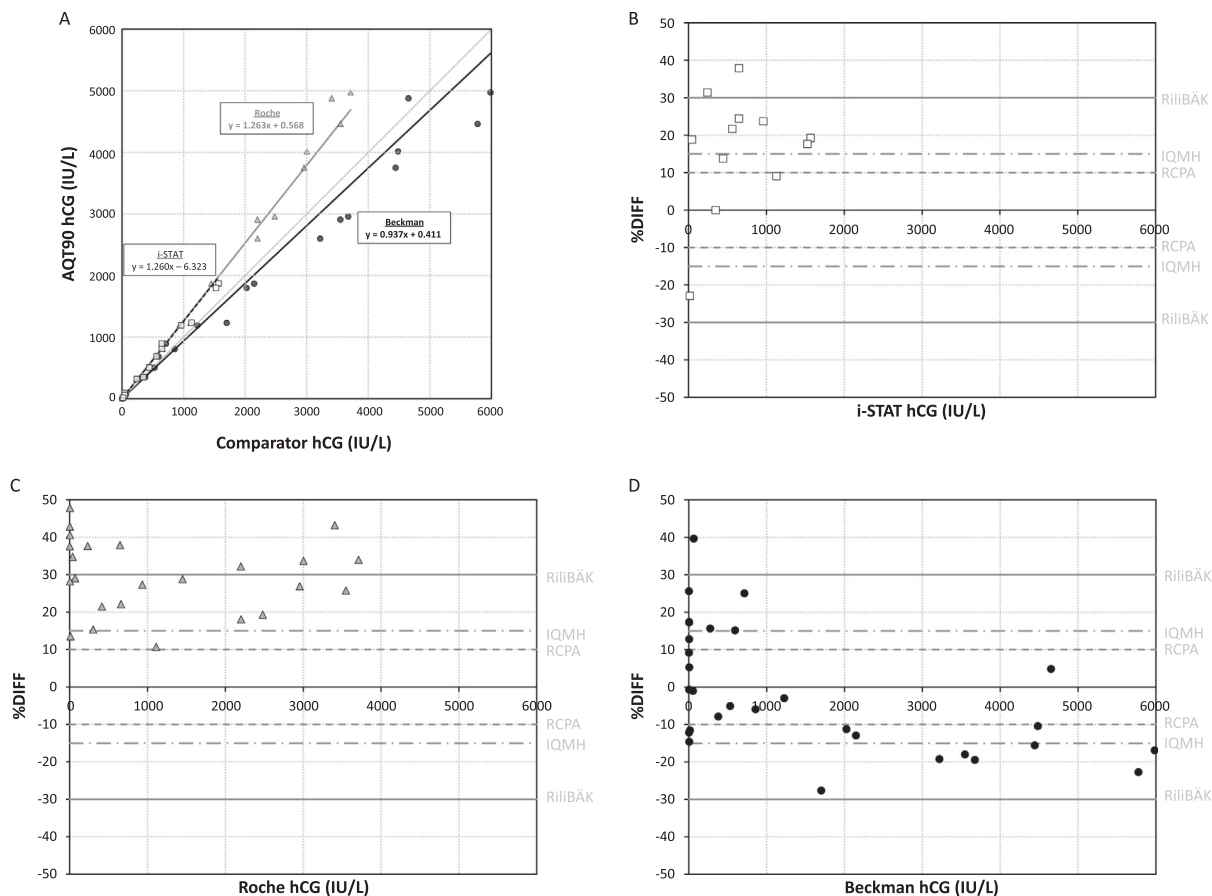 A
6000
5000
4000
3000
2000
1000
0
0 1000 2000 3000 4000 5000 6000
AQT90 hCG (IU/L)
Comparator hCG (IU/L)
Roche
y = 1.263x + 0.568
Beckman
y = 0.937x + 0.411
i-STAT
y = 1.260x – 6.323
B
50
40
30
20
10
0
-10
-20
-30
-40
-50
0 1000 2000 3000 4000 5000 6000
%DIFF
i-STAT hCG (IU/L)
RiliBÄK
IQMH
RCPA
RCPA
IQMH
RiliBÄK
C
50
40
30
20
10
0
-10
-20
-30
-40
-50
0 1000 2000 3000 4000 5000 6000
%DIFF
Roche hCG (IU/L)
RiliBÄK
IQMH
RCPA
RCPA
IQMH
RiliBÄK
D
50
40
30
20
10
0
-10
-20
-30
-40
-50
0 1000 2000 3000 4000 5000 6000
%DIFF
Beckman hCG (IU/L)
RiliBÄK
IQMH
RCPA
RCPA
IQMH
RiliBÄK